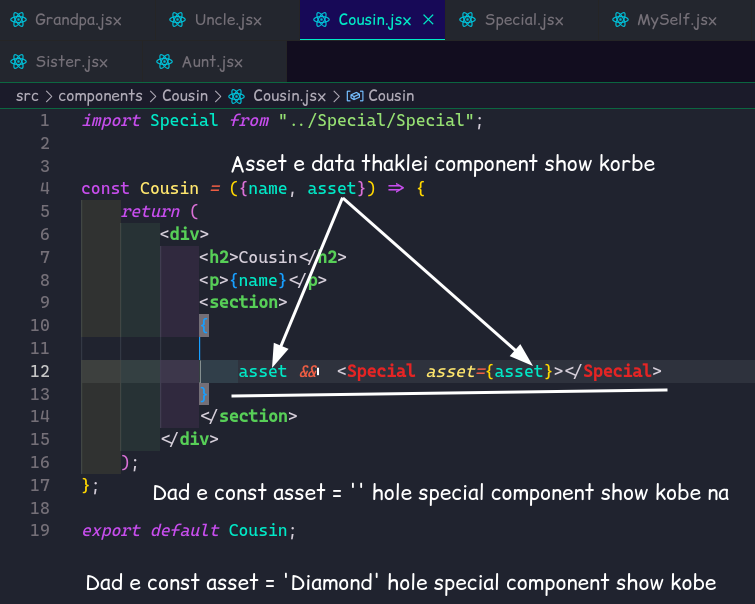 Grandpa.jsx Uncle.jsx Cousin.jsx × Special.jsx MySelf.jsx
Sister.jsx Aunt.jsx
src > components > Cousin > Cousin.jsx > Cousin
1 import Special from "../Special/Special";
2
3 Asset e data thaklei component show korbe
4 const Cousin = ({name, asset}) => {
5 return (
6 <div>
7 <h2>Cousin</h2>
8 <p>{name}</p>
9 <section>
10 {
11
12 asset && <Special asset={asset}></Special>
13 }
14 </section>
15 </div>
16 );
17 };
Dad e const asset = '' hole special component show kobe na
18
19 export default Cousin;
Dad e const asset = 'Diamond' hole special component show kobe